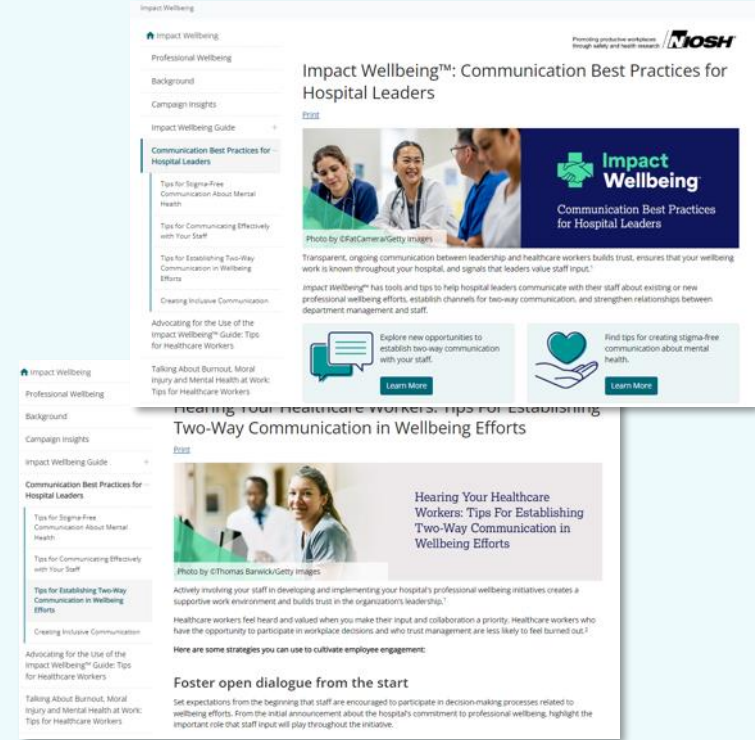 Impact Wellbeing
Impact Wellbeing
Professional Wellbeing
Background
Campaign Insights
Impact Wellbeing Guide +
Communication Best Practices for
Hospital Leaders
Tips for Stigma-Free
Communication About Mental
Health
Tips for Communicating Effectively
with Your Staff
Tips for Establishing Two-Way
Communication in Wellbeing
Efforts
Creating Inclusive Communication
Advocating for the Use of the
Impact Wellbeing™ Guide: Tips
for Healthcare Workers
Talking About Burnout, Moral
Injury and Mental Health at Work:
Tips for Healthcare Workers
Promoting productive workplaces
through safety and health research
NIOSH
Impact Wellbeing™: Communication Best Practices for
Hospital Leaders
Print
Impact
Wellbeing
Communication Best Practices
for Hospital Leaders
Photo by ©FatCamera/Getty Images
Transparent, ongoing communication between leadership and healthcare workers builds trust, ensures that your wellbeing
work is known throughout your hospital, and signals that leaders value staff input.¹
Impact Wellbeing™ has tools and tips to help hospital leaders communicate with their staff about existing or new
professional wellbeing efforts, establish channels for two-way communication, and strengthen relationships between
department management and staff.
Explore new opportunities to
establish two-way communication
with your staff.
Learn More
Find tips for creating stigma-free
communication about mental
health.
Learn More
Impact Wellbeing
Professional Wellbeing
Background
Campaign Insights
Impact Wellbeing Guide +
Communication Best Practices for
Hospital Leaders
Tips for Stigma-Free
Communication About Mental
Health
Tips for Communicating Effectively
with Your Staff
Tips for Establishing Two-Way
Communication in Wellbeing
Efforts
Creating Inclusive Communication
Advocating for the Use of the
Impact Wellbeing™ Guide: Tips
for Healthcare Workers
Talking About Burnout, Moral
Injury and Mental Health at Work:
Tips for Healthcare Workers
Hearing Your Healthcare Workers: Tips For Establishing
Two-Way Communication in Wellbeing Efforts
Print
Hearing Your Healthcare
Workers: Tips For Establishing
Two-Way Communication in
Wellbeing Efforts
Photo by ©Thomas Barwick/Getty Images
Actively involving your staff in developing and implementing your hospital's professional wellbeing initiatives creates a
supportive work environment and builds trust in the organization's leadership.¹
Healthcare workers feel heard and valued when you make their input and collaboration a priority. Healthcare workers who
have the opportunity to participate in workplace decisions and who trust management are less likely to feel burned out.²
Here are some strategies you can use to cultivate employee engagement:
Foster open dialogue from the start
Set expectations from the beginning that staff are encouraged to participate in decision-making processes related to
wellbeing efforts. From the initial announcement about the hospital's commitment to professional wellbeing, highlight the
important role that staff input will play throughout the initiative.